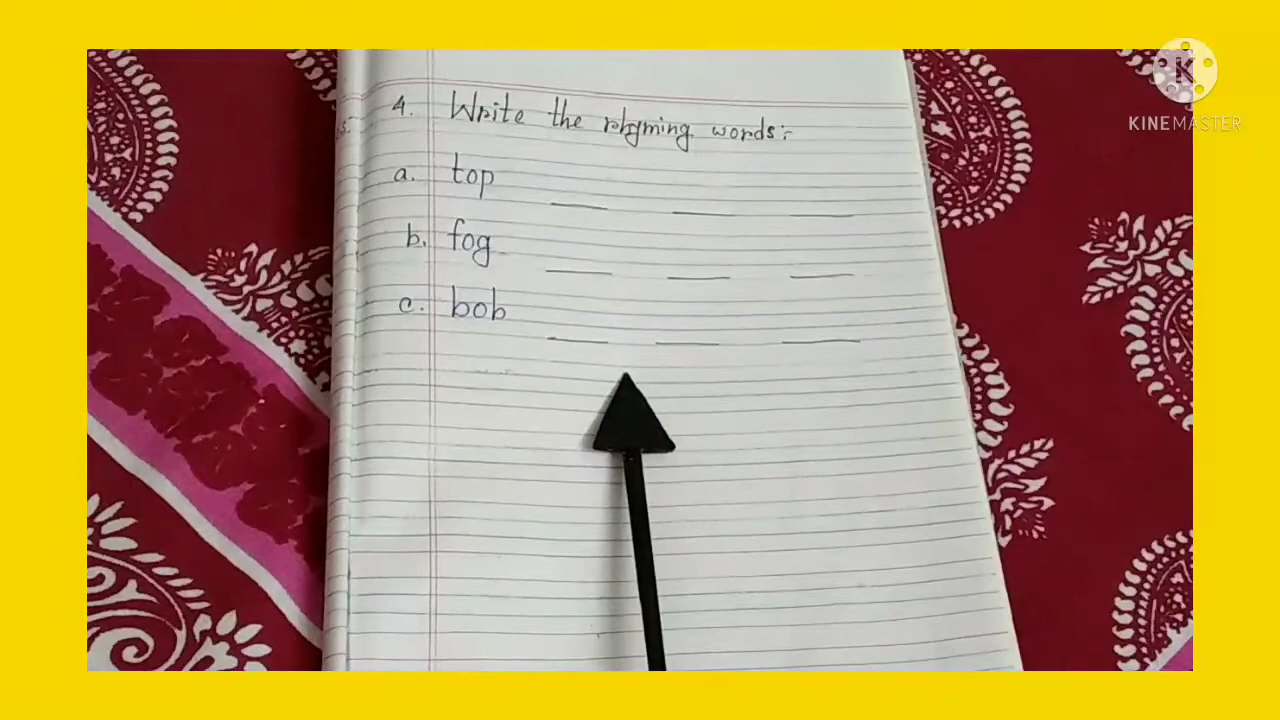 4. Write the rhyming words:-
a. top
b. fog
c. bob
KINEMASTER